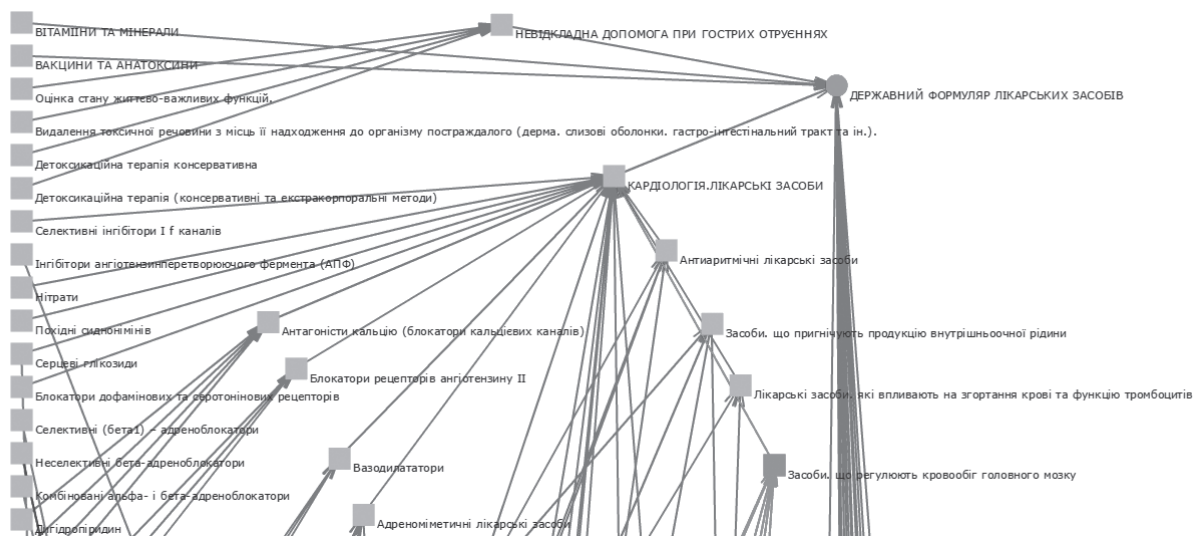 ВІТАМІІНИ ТА МІНЕРАЛИ
НЕВІДКЛАДНА ДОПОМОГА ПРИ ГОСТРИХ ОТРУЄННЯХ
ВАКЦИНИ ТА АНАТОКСИНИ
Оцінка стану життєво-важливих функцій.
ДЕРЖАВНИЙ ФОРМУЛЯР ЛІКАРСЬКИХ ЗАСОБІВ
Видалення токсичної речовини з місць її надходження до організму постраждалого (дерма. слизові оболонки. гастро-інтестінальний тракт та ін.).
Детоксикаційна терапія консервативна
Детоксикаційна терапія (консервативні та екстракорпоральні методи)
КАРДІОЛОГІЯ.ЛІКАРСЬКІ ЗАСОБИ
Селективні інгібітори I f каналів
Інгібітори ангіотензинперетворюючого фермента (АПФ)
Антиаритмічні лікарські засоби
Нітрати
Похідні сиднонімінів
Антагоністи кальцію (блокатори кальцієвих каналів)
Засоби. що пригнічують продукцію внутрішньоочної рідини
Серцеві глікозиди
Блокатори рецепторів ангіотензину II
Блокатори дофамінових та серотонінових рецепторів
Лікарські засоби. які впливають на згортання крові та функцію тромбоцитів
Селективні (бета1) - адреноблокатори
Неселективні бета-адреноблокатори
Вазодилататори
Засоби. що регулюють кровообіг головного мозку
Комбіновані альфа- і бета-адреноблокатори
Дигідропіридин
Адреноміметичні лікарські засоби